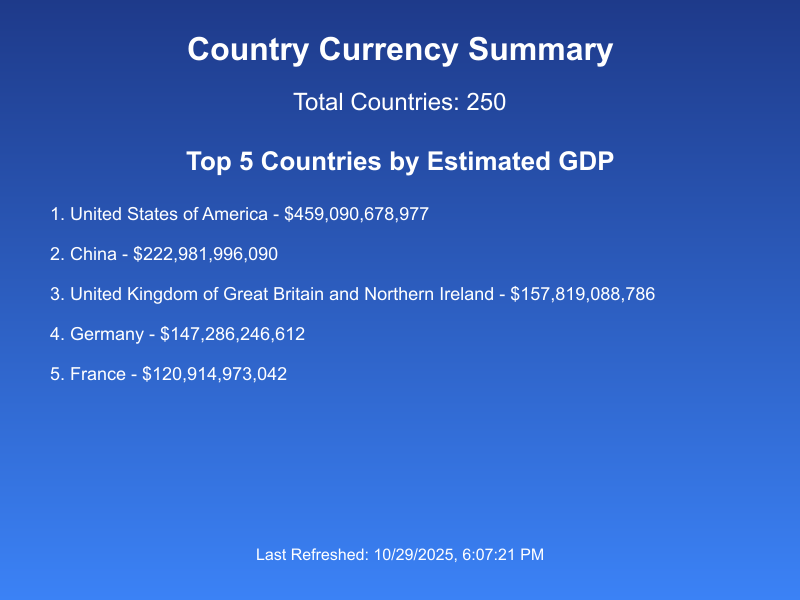 Country Currency Summary
Total Countries: 250
Top 5 Countries by Estimated GDP
1. United States of America - $459,090,678,977
2. China - $222,981,996,090
3. United Kingdom of Great Britain and Northern Ireland - $157,819,088,786
4. Germany - $147,286,246,612
5. France - $120,914,973,042
Last Refreshed: 10/29/2025, 6:07:21 PM